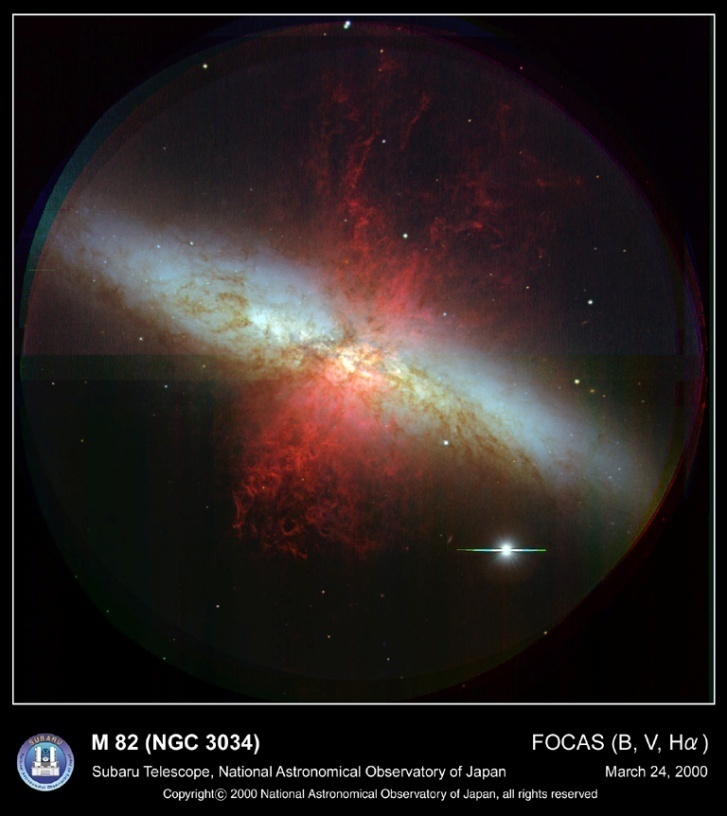 M 82 (NGC 3034)
FOCAS (B, V, Hα)
Subaru Telescope, National Astronomical Observatory of Japan
March 24, 2000
Copyright© 2000 National Astronomical Observatory of Japan, all rights reserved
SUBARU